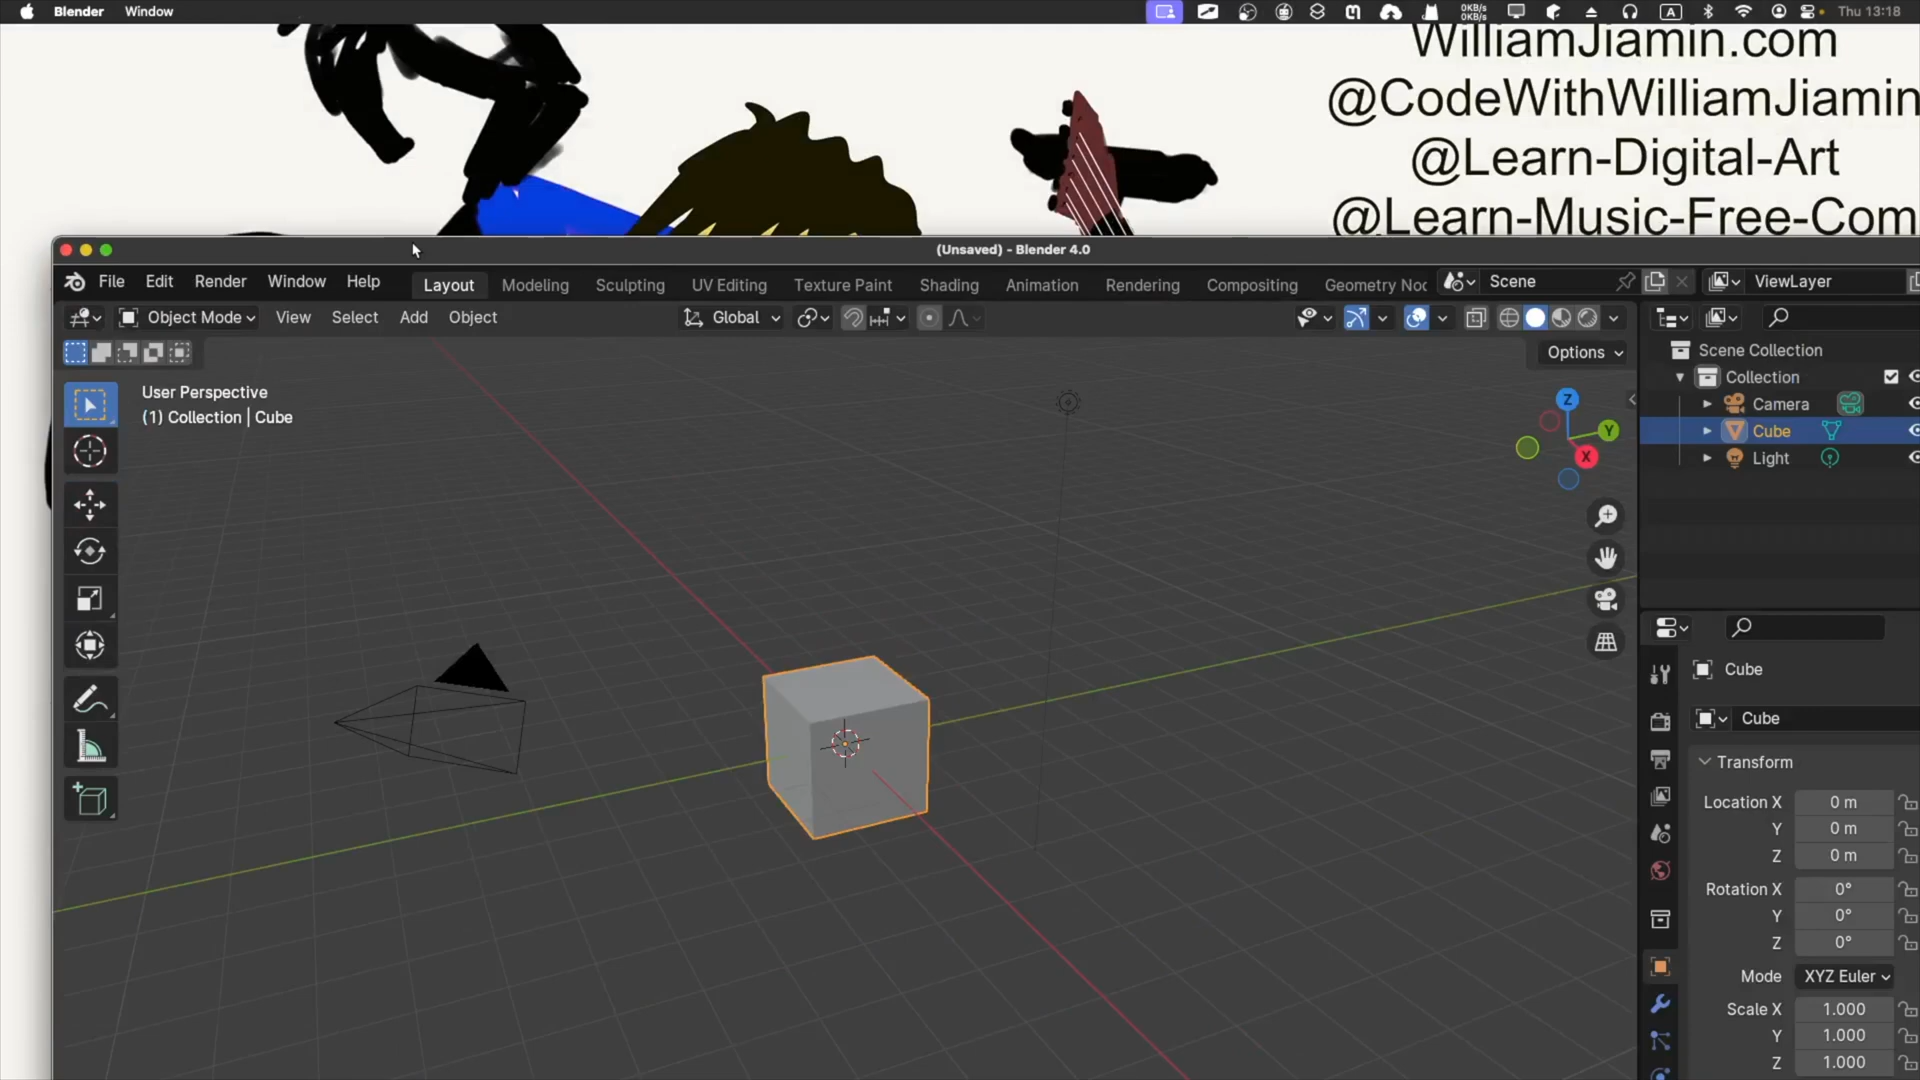 Blender Window
0KB/s
0KB/s
A
Thu 13:18
WilliamJiamin.com
@CodeWithWilliamJiamin
@Learn-Digital-Art
@Learn-Music-Free-Com
(Unsaved) - Blender 4.0
File Edit Render Window Help
Layout Modeling Sculpting UV Editing Texture Paint Shading Animation Rendering Compositing Geometry Noc
Scene
ViewLayer
Object Mode View Select Add Object
Global
Options
User Perspective
(1) Collection | Cube
Z
Y
X
Scene Collection
Collection
Camera
Cube
Light
Cube
Cube
Transform
Location X 0 m
Y 0 m
Z 0 m
Rotation X 0°
Y 0°
Z 0°
Mode XYZ Euler
Scale X 1.000
Y 1.000
Z 1.000